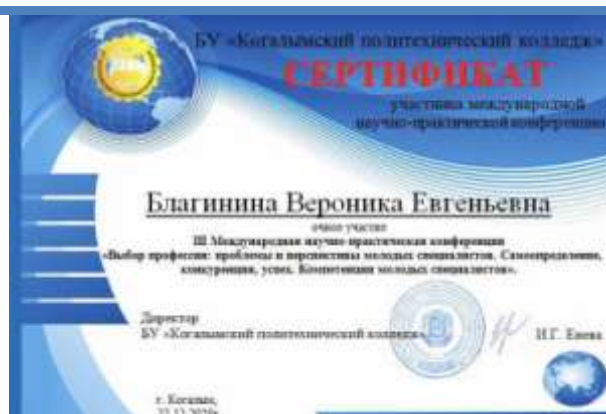 БУ «Когалымский политехнический колледж»
СЕРТИФИКАТ
участника международной
научно-практической конференции
Благинина Вероника Евгеньевна
очное участие
III Международная научно-практическая конференция
«Выбор профессии: проблемы и перспективы молодых специалистов. Самоопределение,
конкуренция, успех. Компетенции молодых специалистов».
Директор
БУ «Когалымский политехнический колледж»
И.Г. Енева
г. Когалым,